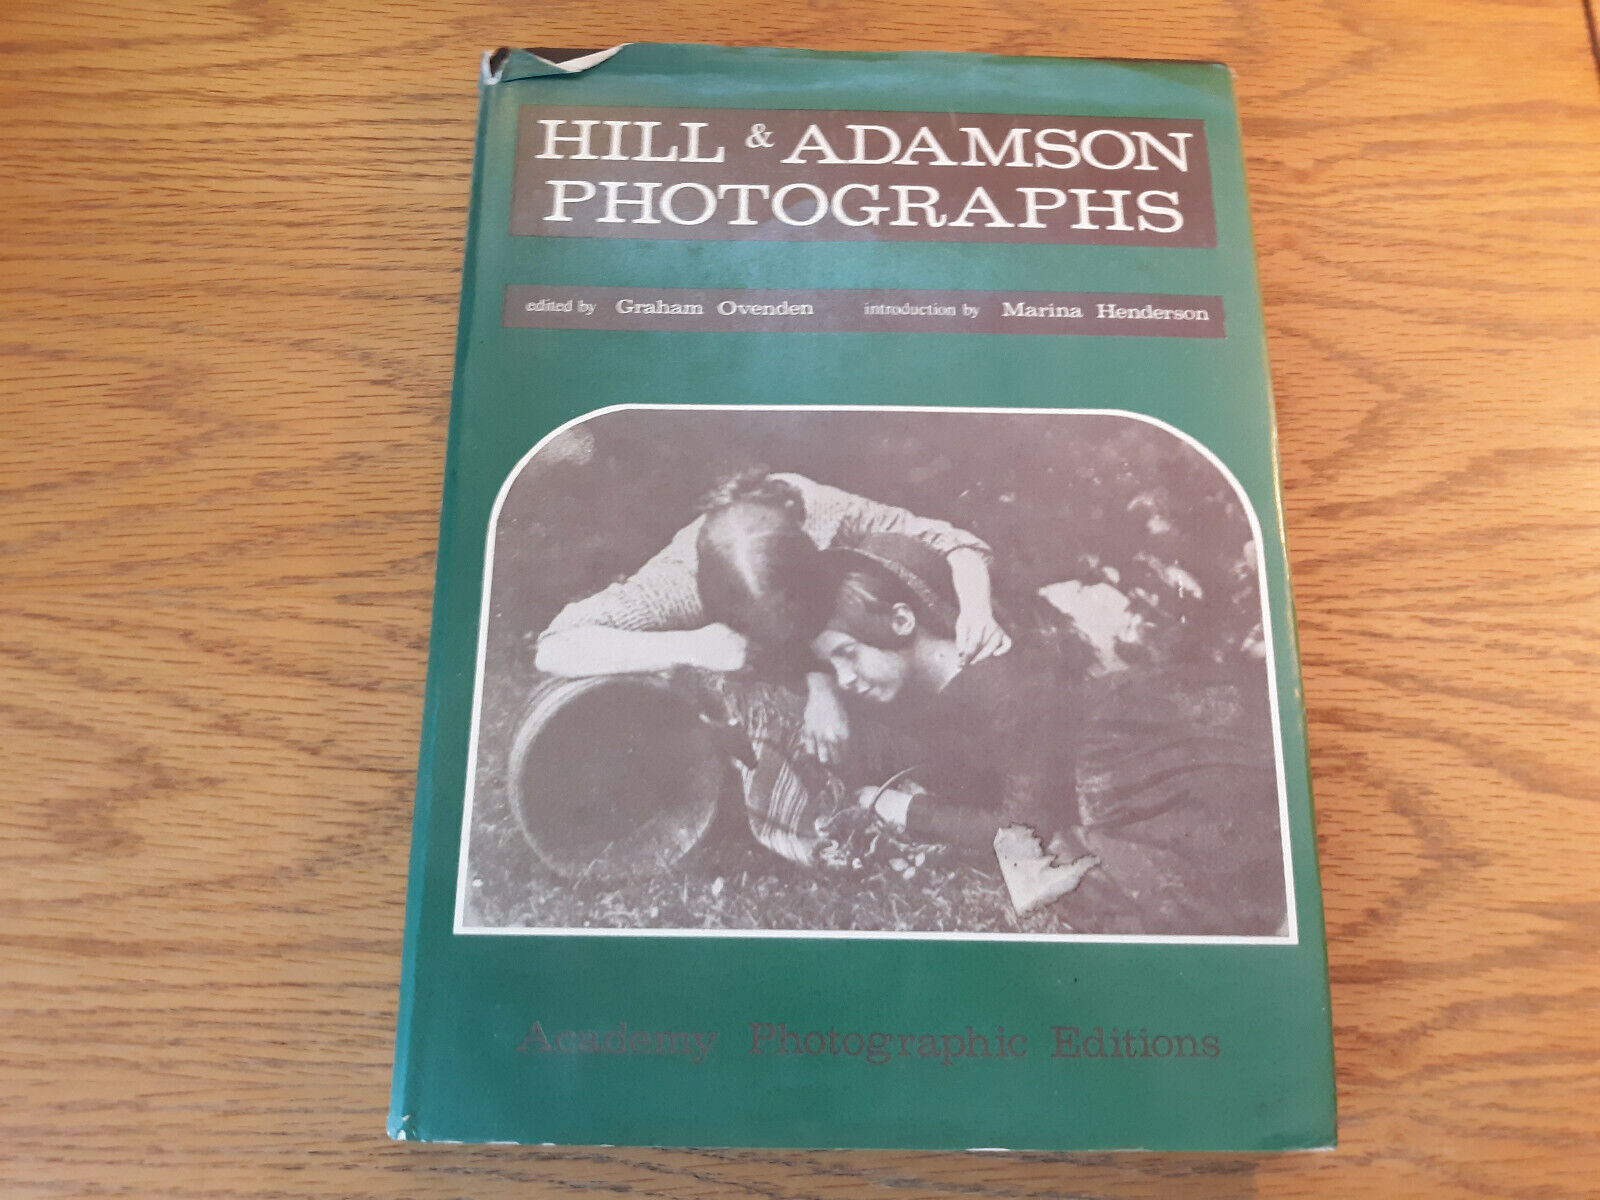 HILL & ADAMSON
PHOTOGRAPHS
edited by Graham Ovenden introduction by Marina Henderson
Academy Photographic Editions